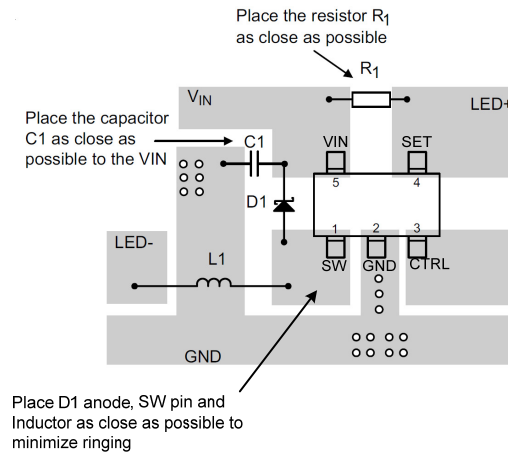 Place the resistor R1
as close as possible
R1
VIN
LED+
Place the capacitor
C1 as close as
possible to the VIN
C1
VIN
SET
5
4
D1
1
2
3
LED-
L1
SW
GND
CTRL
GND
Place D1 anode, SW pin and
Inductor as close as possible to
minimize ringing